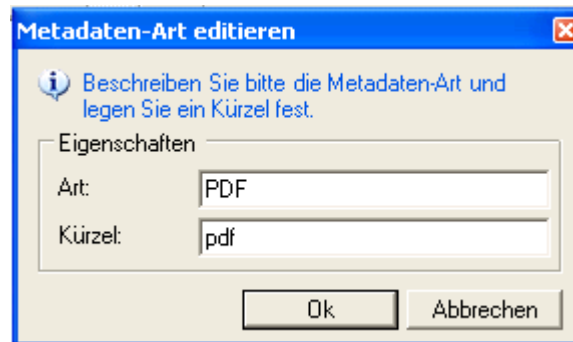 Metadaten-Art editieren
Beschreiben Sie bitte die Metadaten-Art und
legen Sie ein Kürzel fest.
Eigenschaften
Art: PDF
Kürzel: pdf
Ok Abbrechen